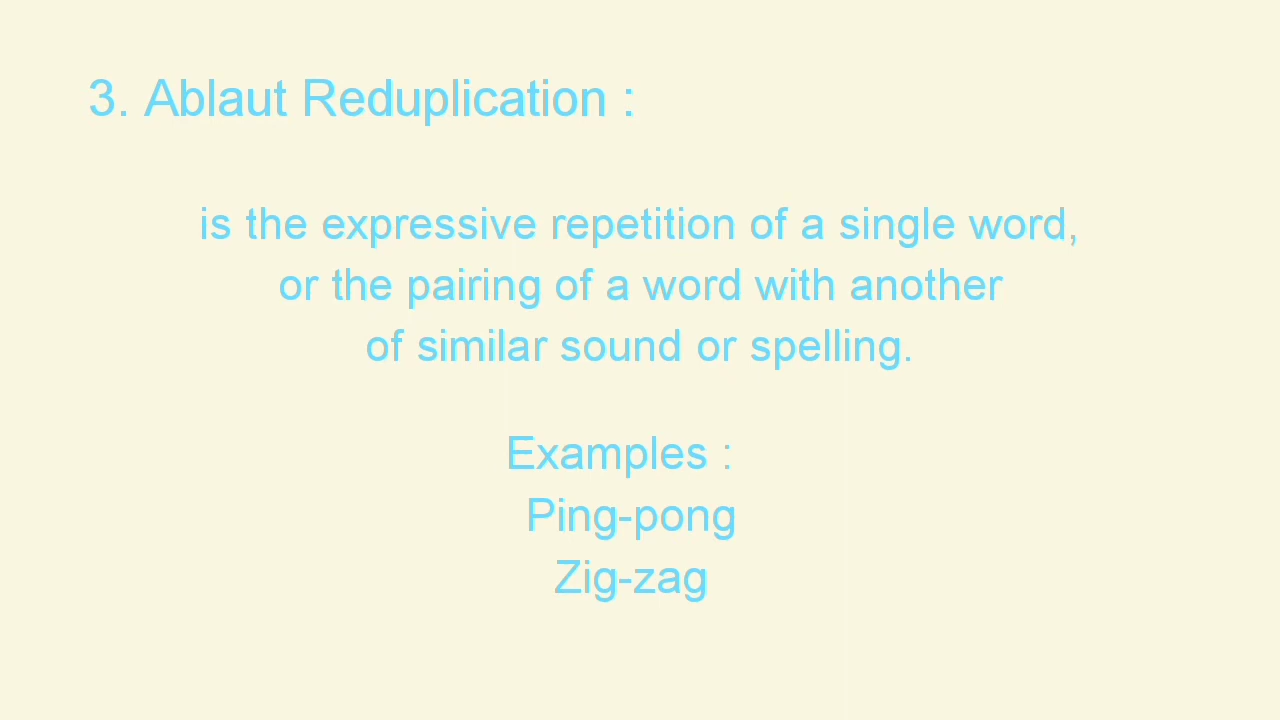 3. Ablaut Reduplication :
is the expressive repetition of a single word,
or the pairing of a word with another
of similar sound or spelling.
Examples :
Ping-pong
Zig-zag